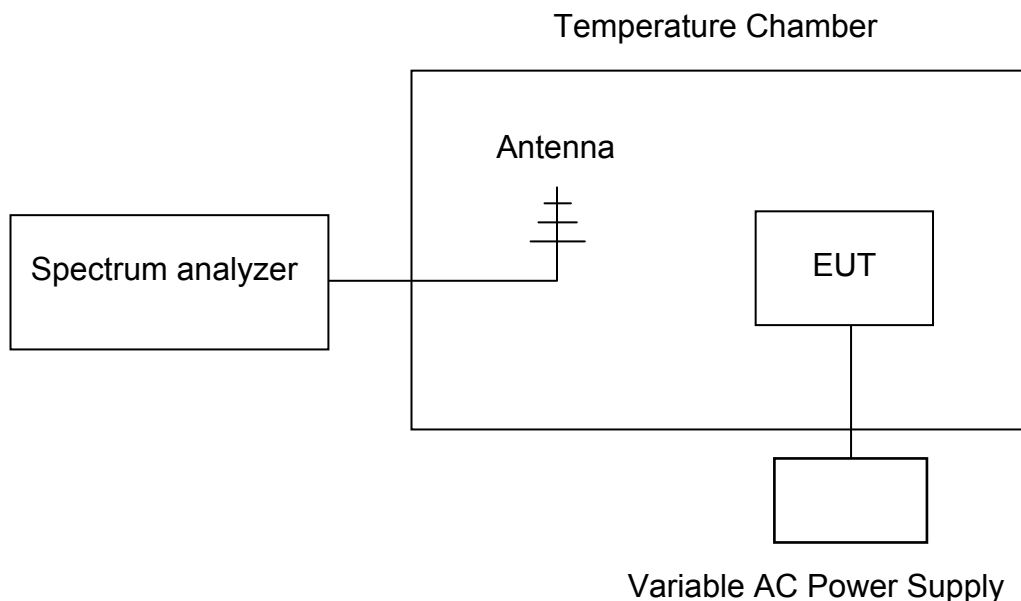 Temperature Chamber
Antenna
Spectrum analyzer
EUT
Variable AC Power Supply